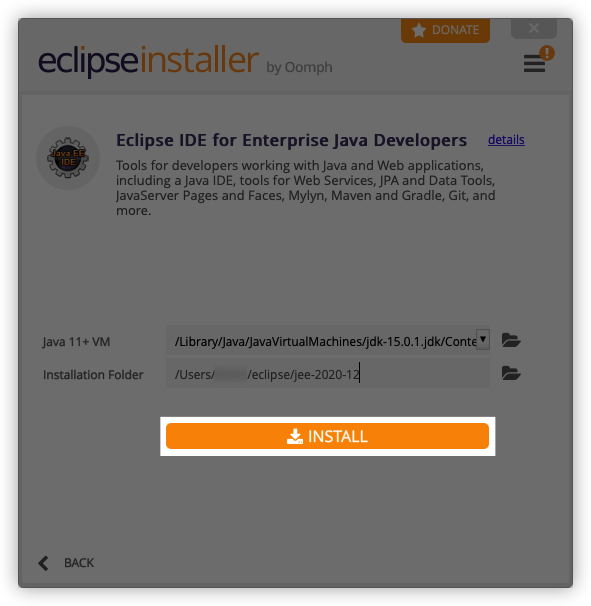 DONATE
eclipseinstaller by Oomph
Java EE
IDE
Eclipse IDE for Enterprise Java Developers details
Tools for developers working with Java and Web applications,
including a Java IDE, tools for Web Services, JPA and Data Tools,
JavaServer Pages and Faces, Mylyn, Maven and Gradle, Git, and
more.
Java 11+ VM /Library/Java/JavaVirtualMachines/jdk-15.0.1.jdk/Conte
Installation Folder /Users/ /eclipse/jee-2020-12
INSTALL
BACK